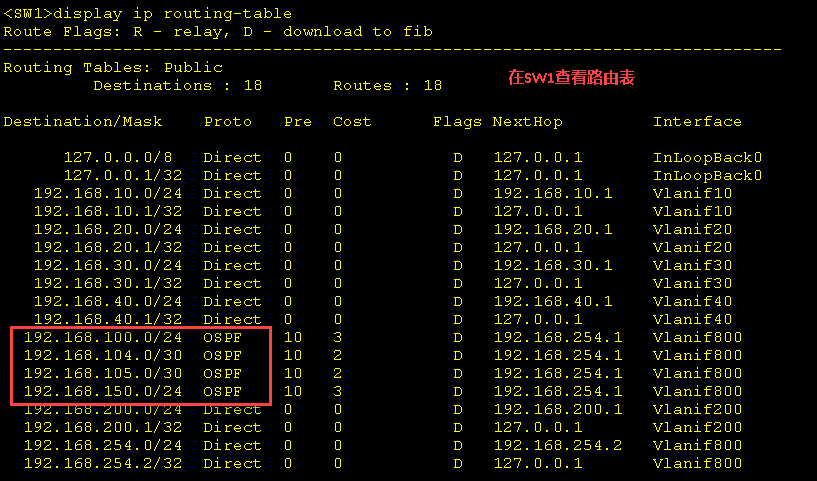 <SW1>display ip routing-table
Route Flags: R - relay, D - download to fib
------------------------------------------------------------------------------
Routing Tables: Public
在SW1查看路由表
Destinations : 18 Routes : 18
Destination/Mask Proto Pre Cost Flags NextHop Interface
127.0.0.0/8 Direct 0 0 D 127.0.0.1 InLoopBack0
127.0.0.1/32 Direct 0 0 D 127.0.0.1 InLoopBack0
192.168.10.0/24 Direct 0 0 D 192.168.10.1 Vlanif10
192.168.10.1/32 Direct 0 0 D 127.0.0.1 Vlanif10
192.168.20.0/24 Direct 0 0 D 192.168.20.1 Vlanif20
192.168.20.1/32 Direct 0 0 D 127.0.0.1 Vlanif20
192.168.30.0/24 Direct 0 0 D 192.168.30.1 Vlanif30
192.168.30.1/32 Direct 0 0 D 127.0.0.1 Vlanif30
192.168.40.0/24 Direct 0 0 D 192.168.40.1 Vlanif40
192.168.40.1/32 Direct 0 0 D 127.0.0.1 Vlanif40
192.168.100.0/24 OSPF 10 3 D 192.168.254.1 Vlanif800
192.168.104.0/30 OSPF 10 2 D 192.168.254.1 Vlanif800
192.168.105.0/30 OSPF 10 2 D 192.168.254.1 Vlanif800
192.168.150.0/24 OSPF 10 3 D 192.168.254.1 Vlanif800
192.168.200.0/24 Direct 0 0 D 192.168.200.1 Vlanif200
192.168.200.1/32 Direct 0 0 D 127.0.0.1 Vlanif200
192.168.254.0/24 Direct 0 0 D 192.168.254.2 Vlanif800
192.168.254.2/32 Direct 0 0 D 127.0.0.1 Vlanif800